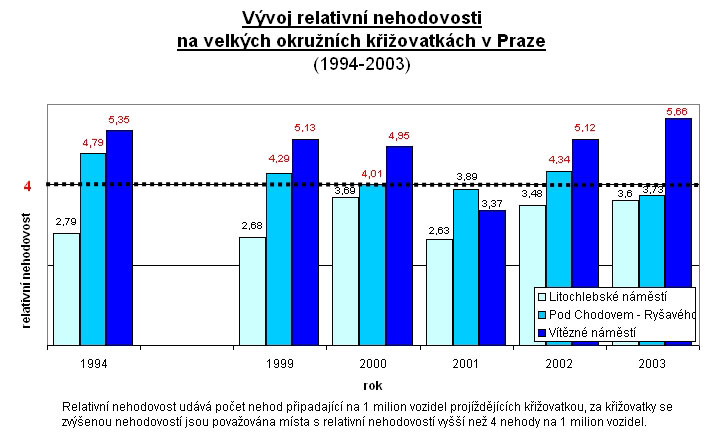 Vývoj relativní nehodovosti
na velkých okružních křižovatkách v Praze
(1994-2003)
5,35
4,79
2,79
5,13
4,29
2,68
4,95
4,01
3,69
3,89
3,37
2,63
5,12
4,34
3,48
5,66
3,73
3,6
4
relativní nehodovost
Litochlebské náměstí
Pod Chodovem - Ryšavého
Vítězné náměstí
1994 1999 2000 2001 2002 2003
rok
Relativní nehodovost udává počet nehod připadající na 1 milion vozidel projíždějících křižovatkou, za křižovatky se
zvýšenou nehodovostí jsou považována místa s relativní nehodovostí vyšší než 4 nehody na 1 milion vozidel.